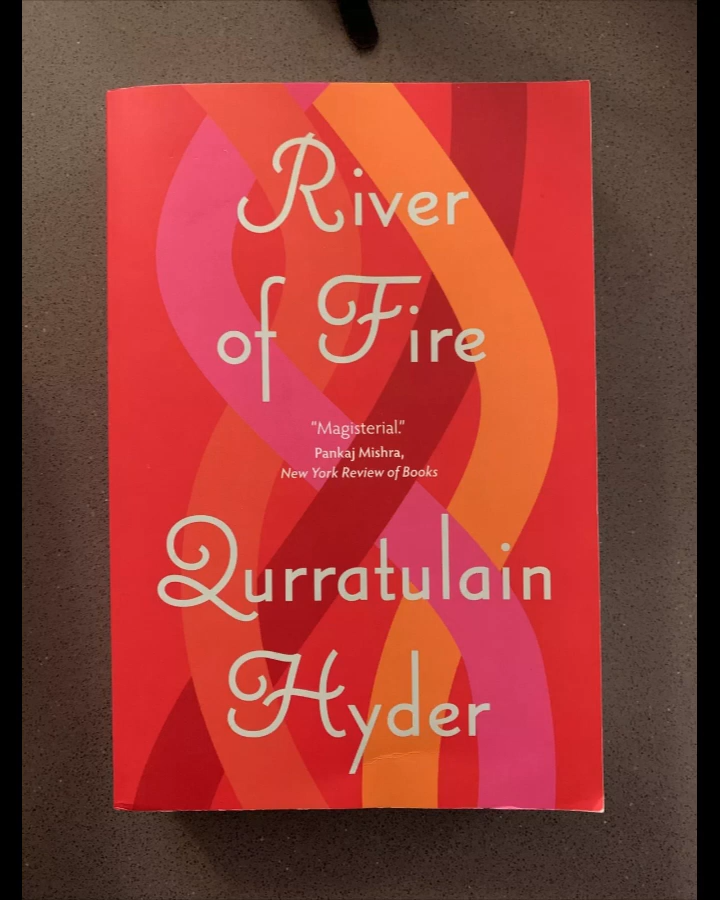 River
of Fire
"Magisterial."
Pankaj Mishra,
New York Review of Books
Qurratulain
Hyder